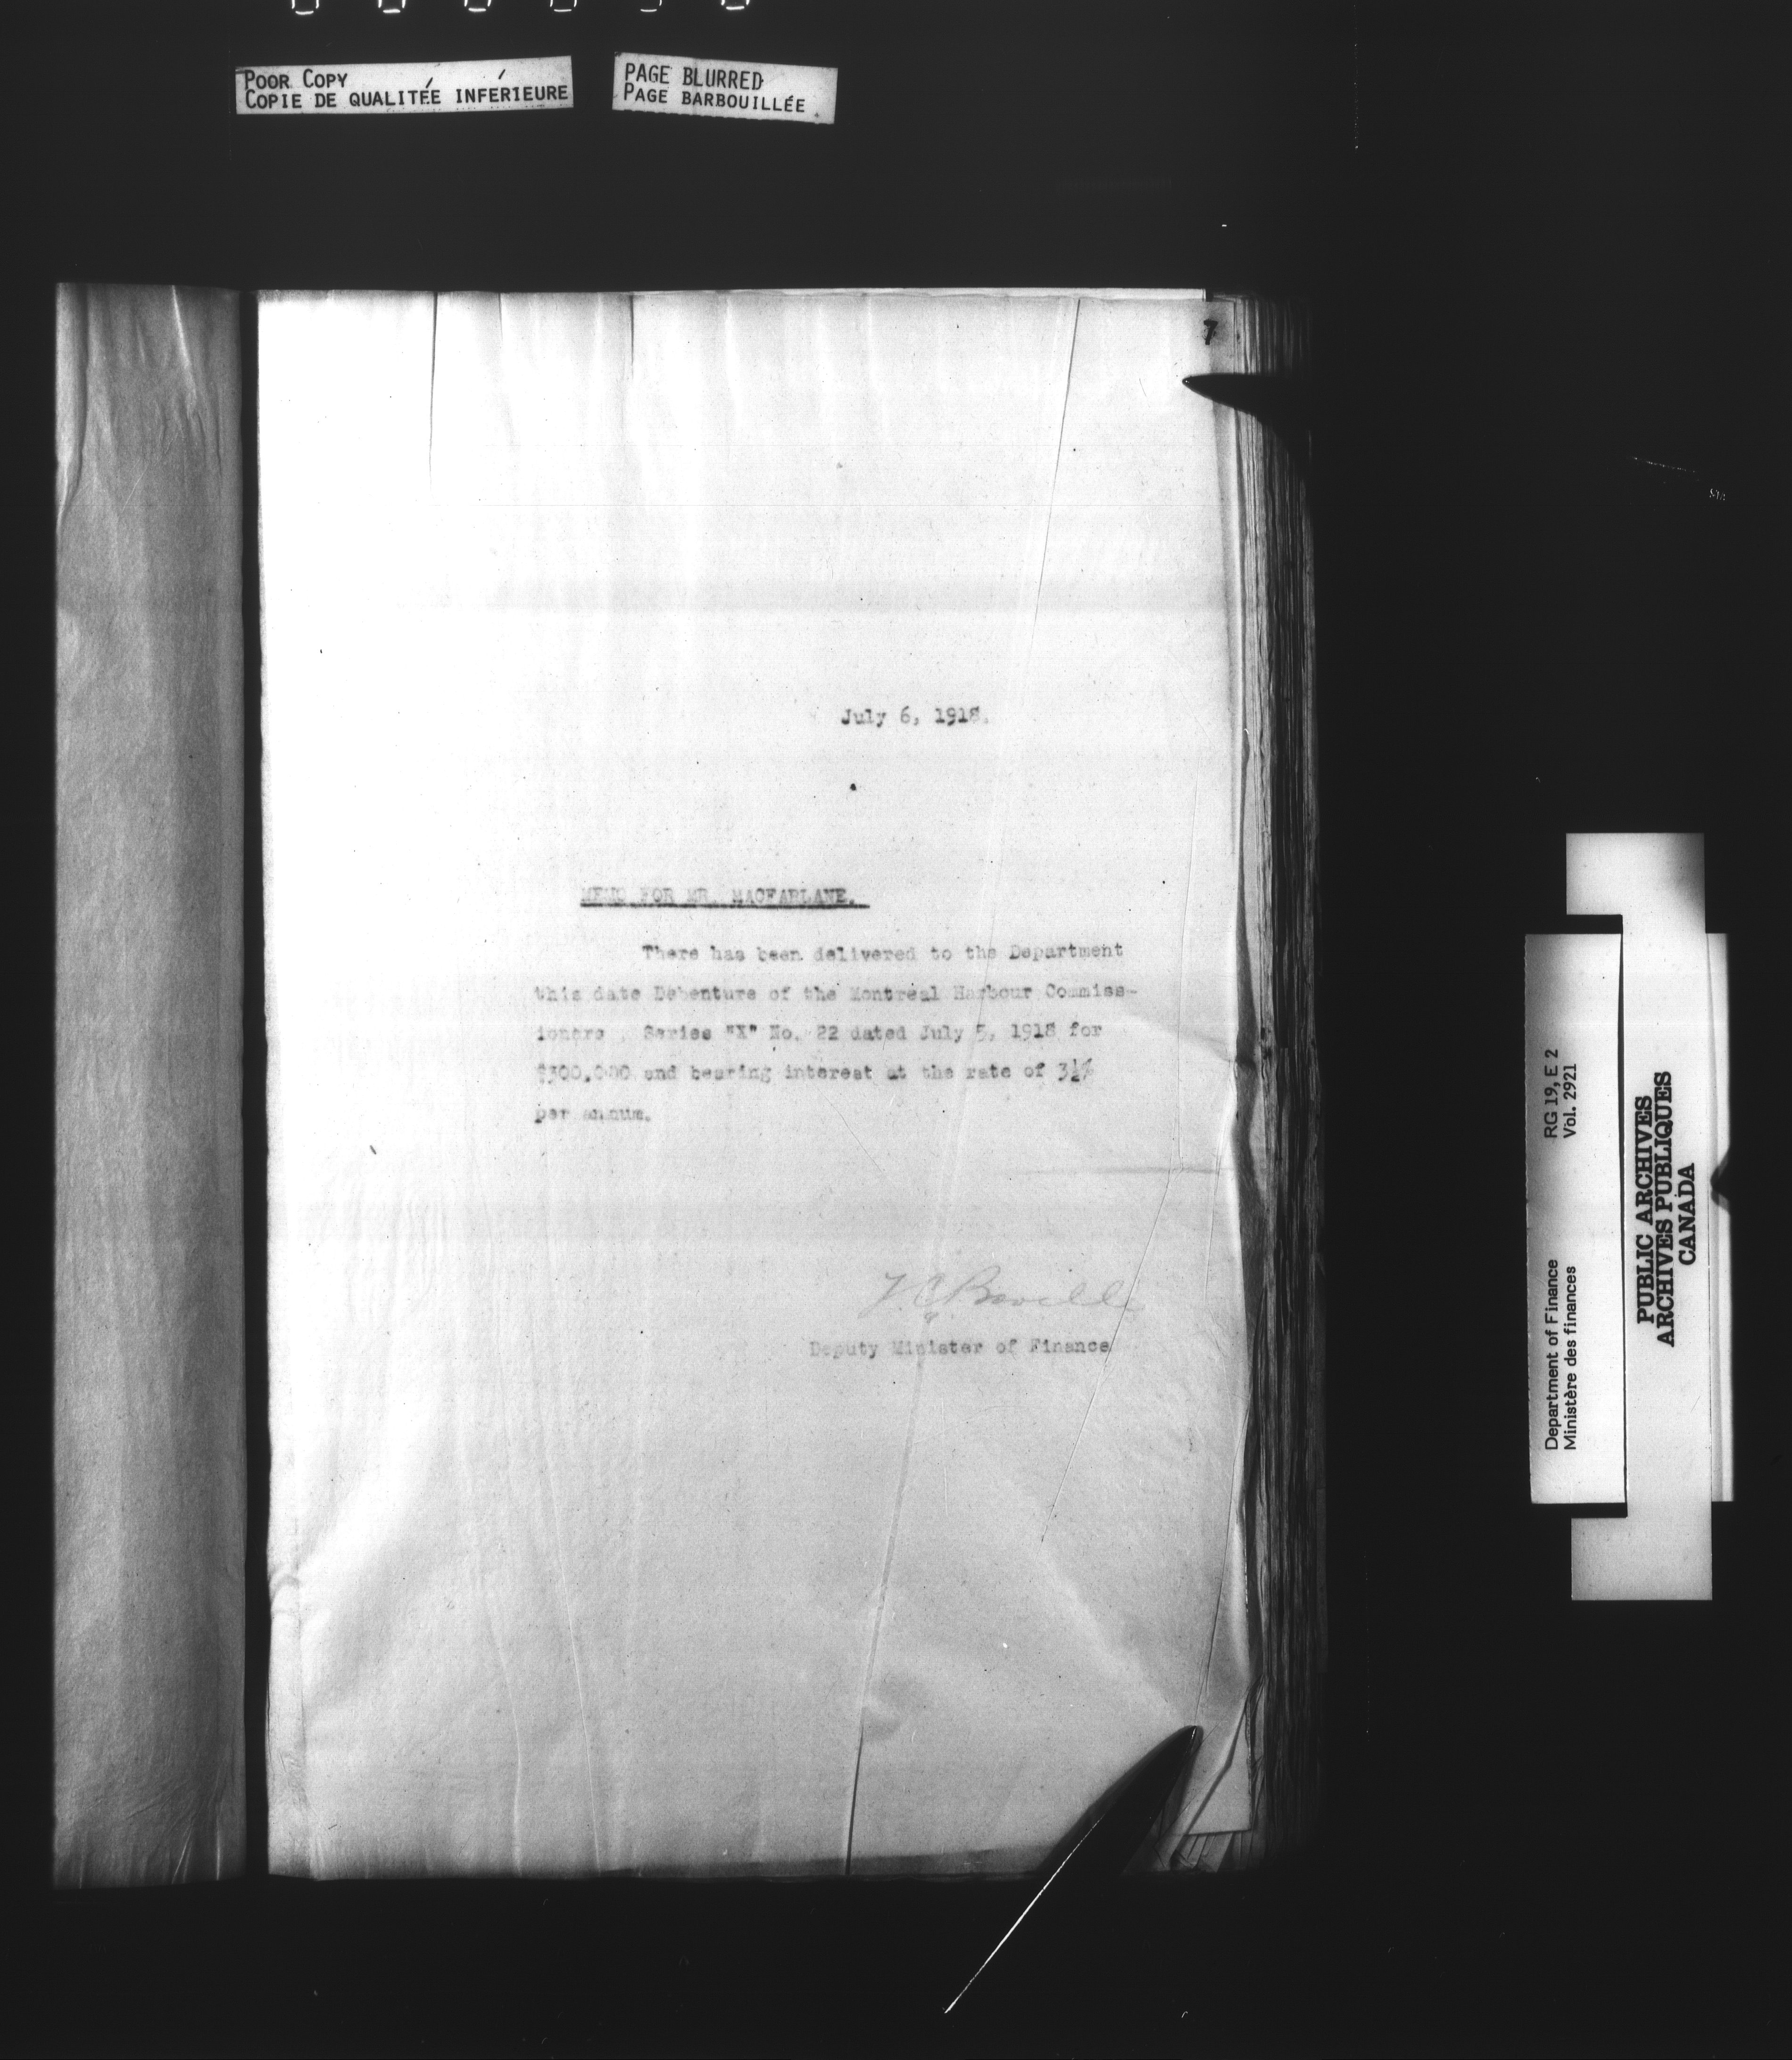 POOR COPY
COPIE DE QUALITÉE INFÉRIEURE
PAGE BLURRED
PAGE BARBOUILLÉE
7
July 6, 1918.
MEMO FOR MR. MACFARLANE.
There has been delivered to the Department
this date Debenture of the Montreal Harbour Commiss-
ioners Series "X" No. 22 dated July 5, 1918 for
$300,000 and bearing interest at the rate of 3½%
per annum.
T C Boville
Deputy Minister of Finance
Department of Finance RG 19, E 2
Ministère des finances Vol. 2921
PUBLIC ARCHIVES
ARCHIVES PUBLIQUES
CANADA